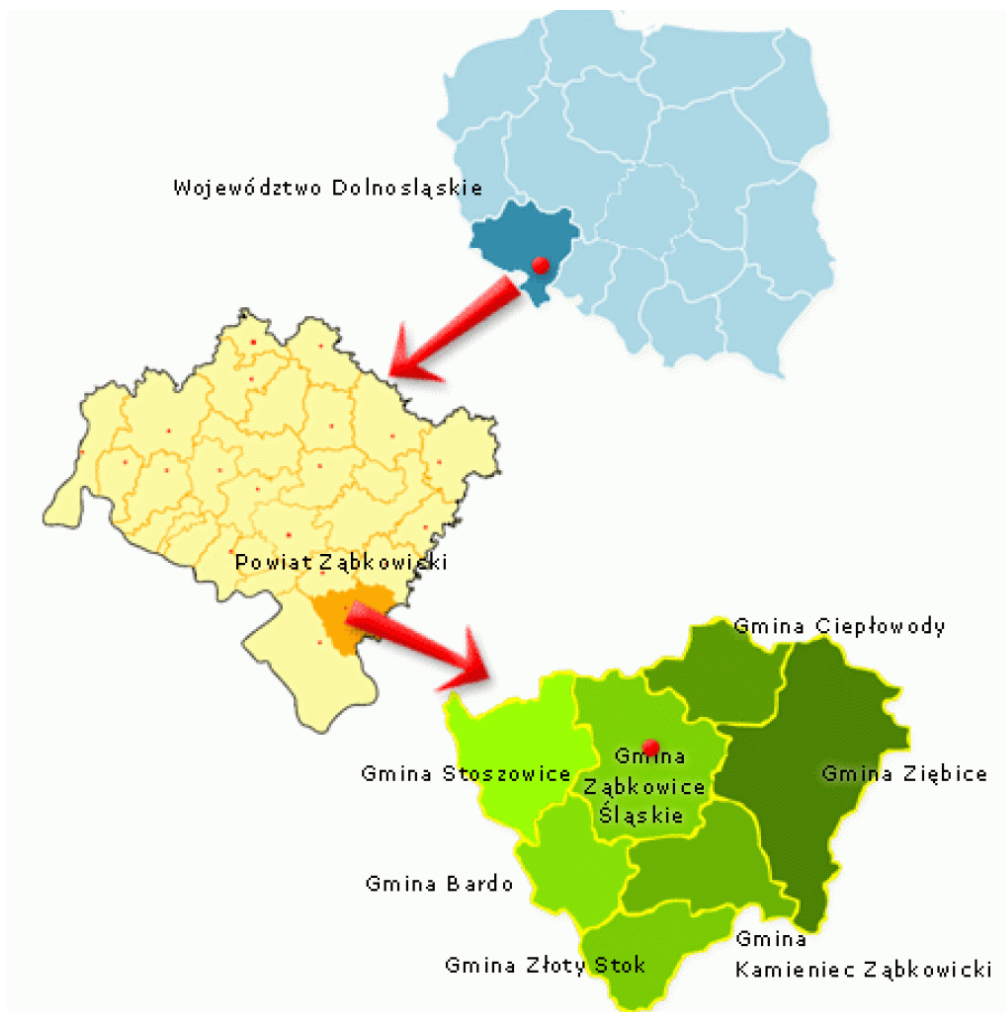 Województwo Dolnosląskie
Powiat Ząbkowicki
Gmina Ciepłowody
Gmina Stoszowice
Gmina
Ząbkowice
Śląskie
Gmina Ziębice
Gmina Bardo
Gmina Złoty Stok
Gmina
Kamieniec Ząbkowicki